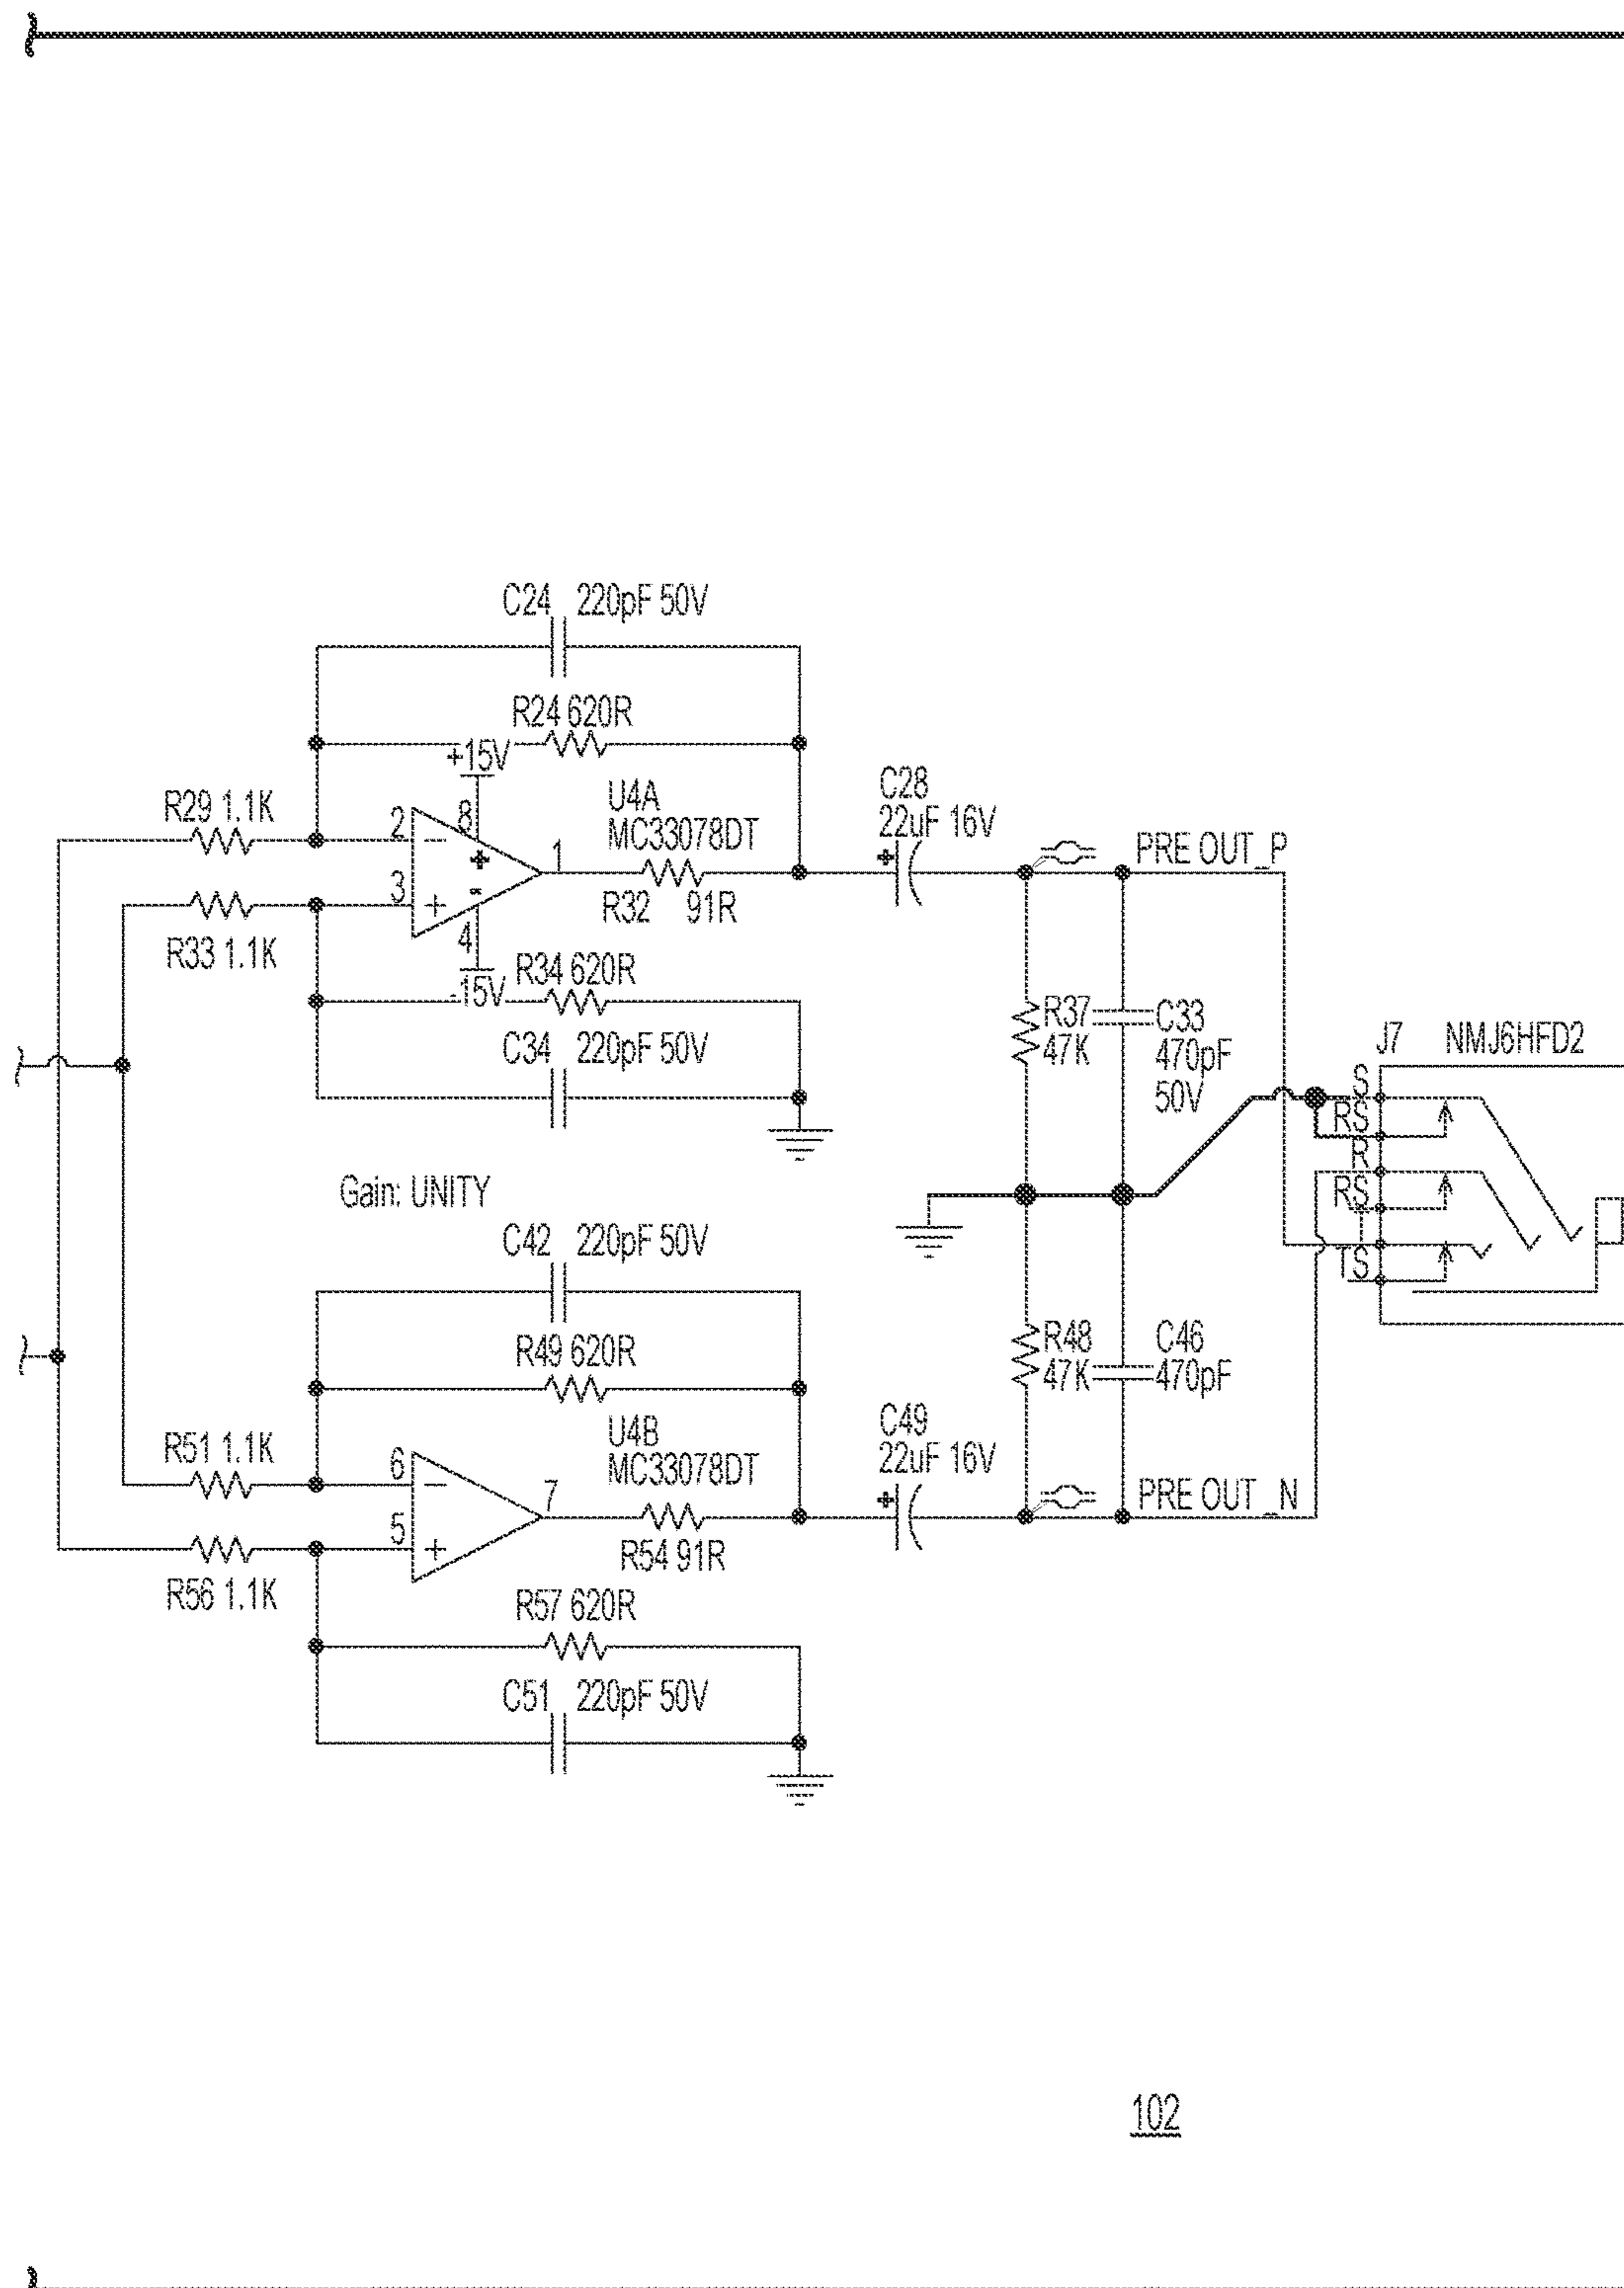 C24 220pF 50V
R24 620R
+15V
R29 1.1K
2
8
U4A
MC33078DT
1
3
R32 91R
4
R33 1.1K
-15V
R34 620R
C34 220pF 50V
C28
22uF 16V
PRE OUT_P
R37
47K
C33
470pF
50V
J7 NMJ6HFD2
S
RS
R
RS
T
TS
Gain: UNITY
C42 220pF 50V
R49 620R
R51 1.1K
6
U4B
MC33078DT
7
5
R54 91R
R56 1.1K
R57 620R
C51 220pF 50V
R48
47K
C46
470pF
C49
22uF 16V
PRE OUT_N
102